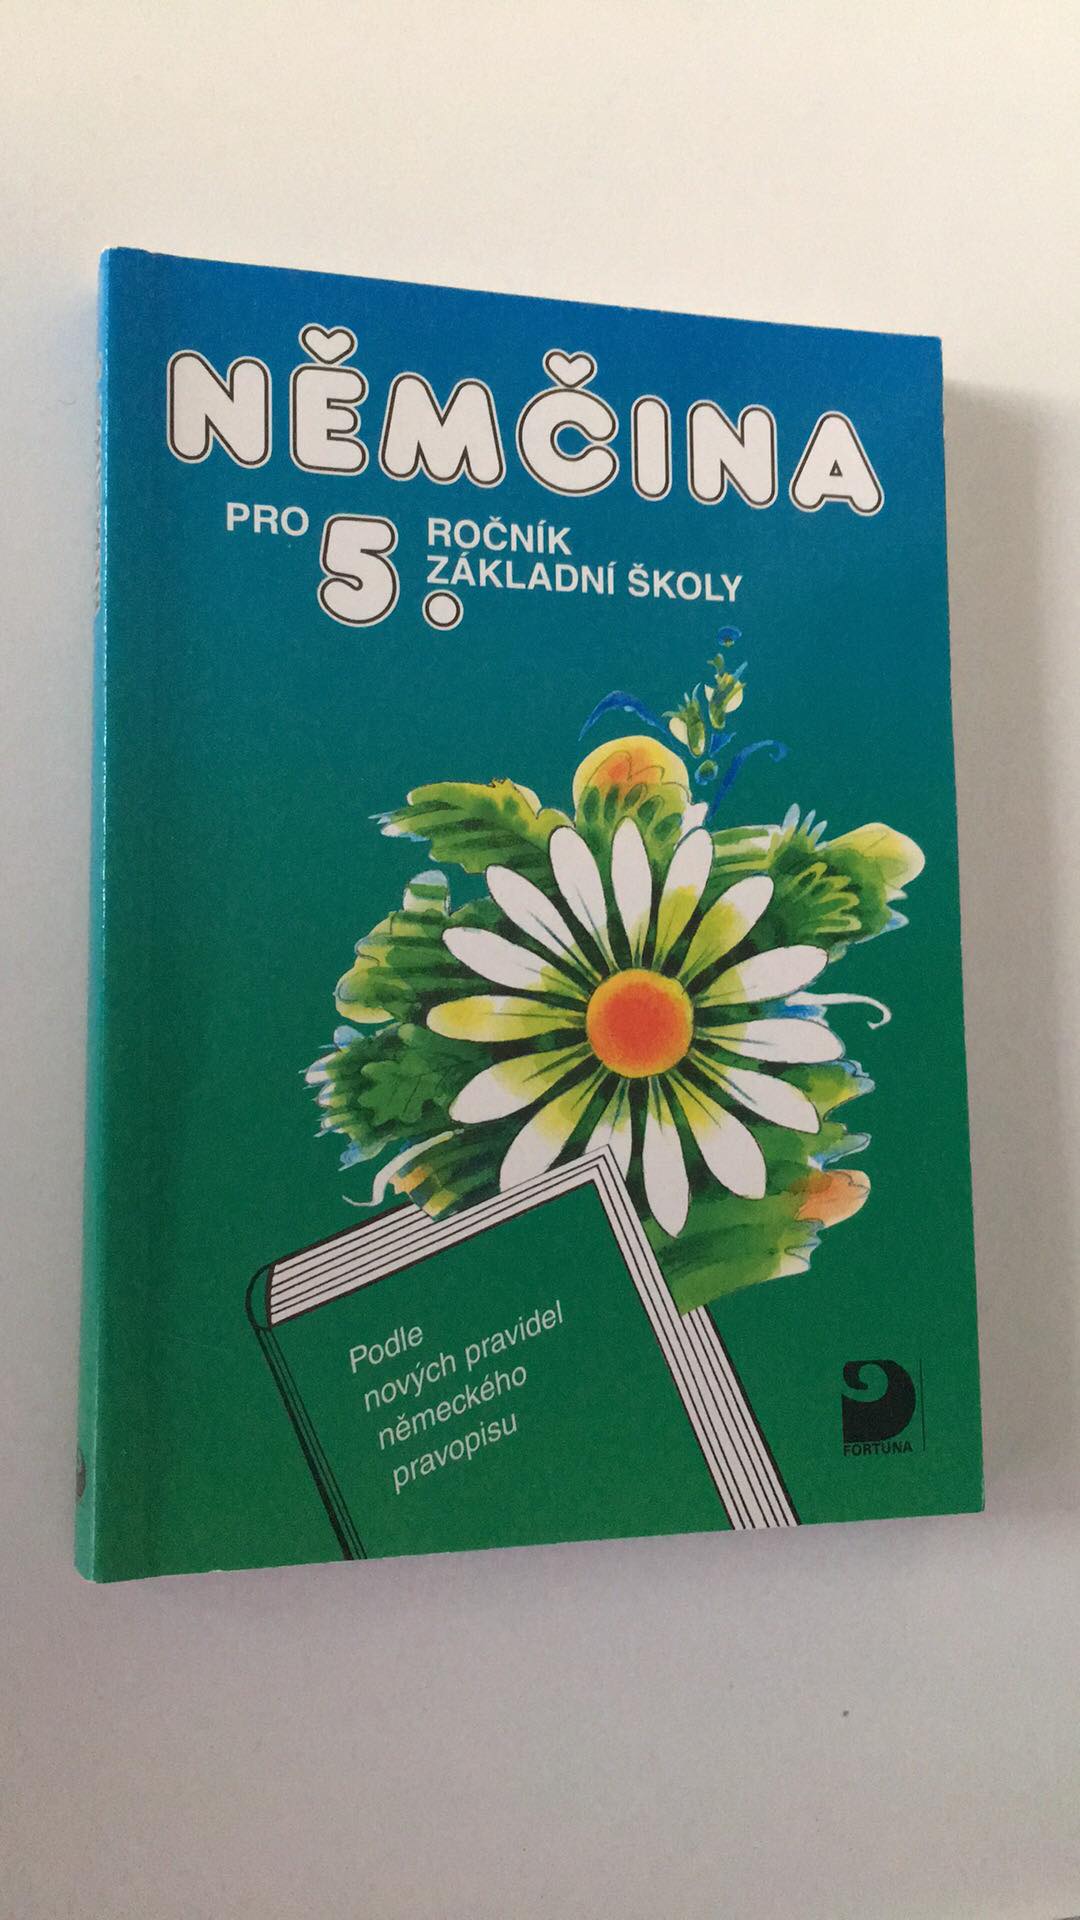 NĚMČINA
PRO 5. ROČNÍK
ZÁKLADNÍ ŠKOLY
Podle
nových pravidel
německého
pravopisu
FORTUNA